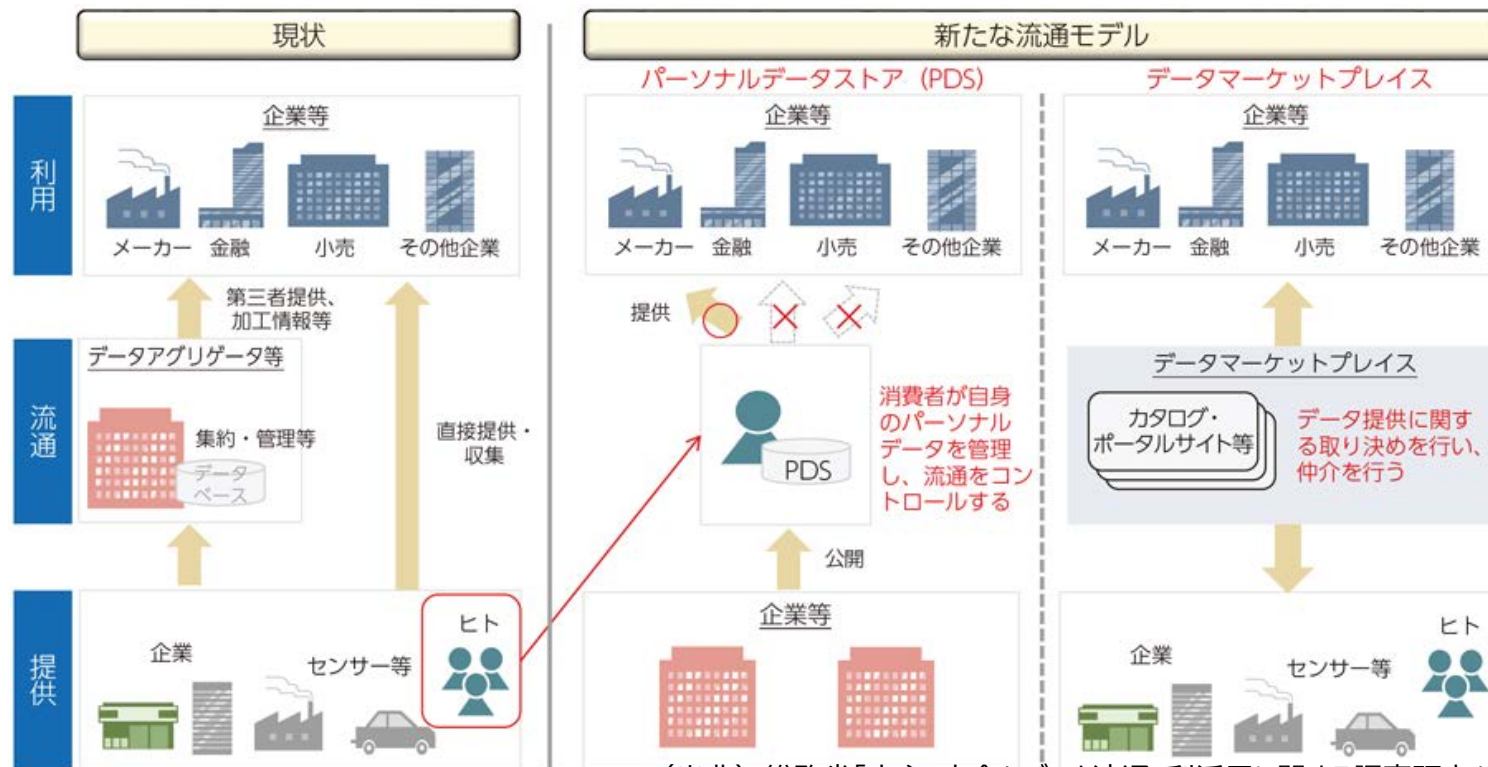 現状
新たな流通モデル
パーソナルデータストア（PDS）
データマーケットプレイス
利用
企業等
メーカー
金融
小売
その他企業
企業等
メーカー
金融
小売
その他企業
企業等
メーカー
金融
小売
その他企業
第三者提供、
加工情報等
提供
流通
データアグリゲータ等
集約・管理等
データ
ベース
直接提供・
収集
消費者が自身
のパーソナル
データを管理
し、流通をコン
トロールする
PDS
データマーケットプレイス
カタログ・
ポータルサイト等
データ提供に関す
る取り決めを行い、
仲介を行う
公開
提供
企業
センサー等
ヒト
企業等
企業
センサー等
ヒト